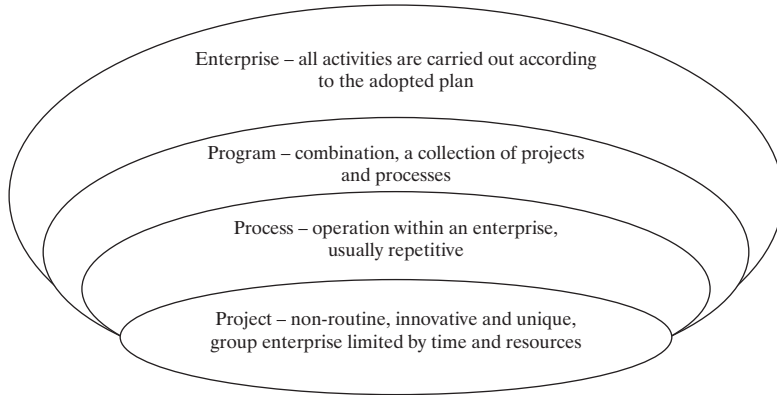 Enterprise – all activities are carried out according
to the adopted plan
Program – combination, a collection of projects
and processes
Process – operation within an enterprise,
usually repetitive
Project – non-routine, innovative and unique,
group enterprise limited by time and resources